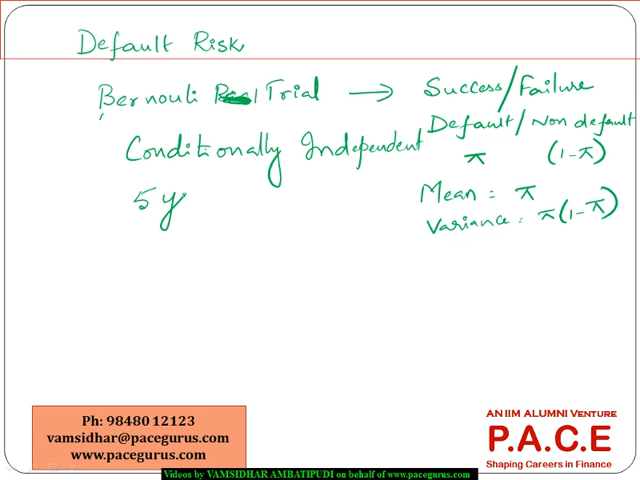 Default Risk
Bernouli Trial → Success/Failure
Default/Non default
Conditionally Independent π (1-π)
5 y
Mean = π
Variance = π(1-π)
Ph: 98480 12123
vamsidhar@pacegurus.com
www.pacegurus.com
AN IIM ALUMNI VENTURE
P.A.C.E
Shaping Careers in Finance
Videos by VAMSIDHAR AMBATIPUDI on behalf of www.pacegurus.com